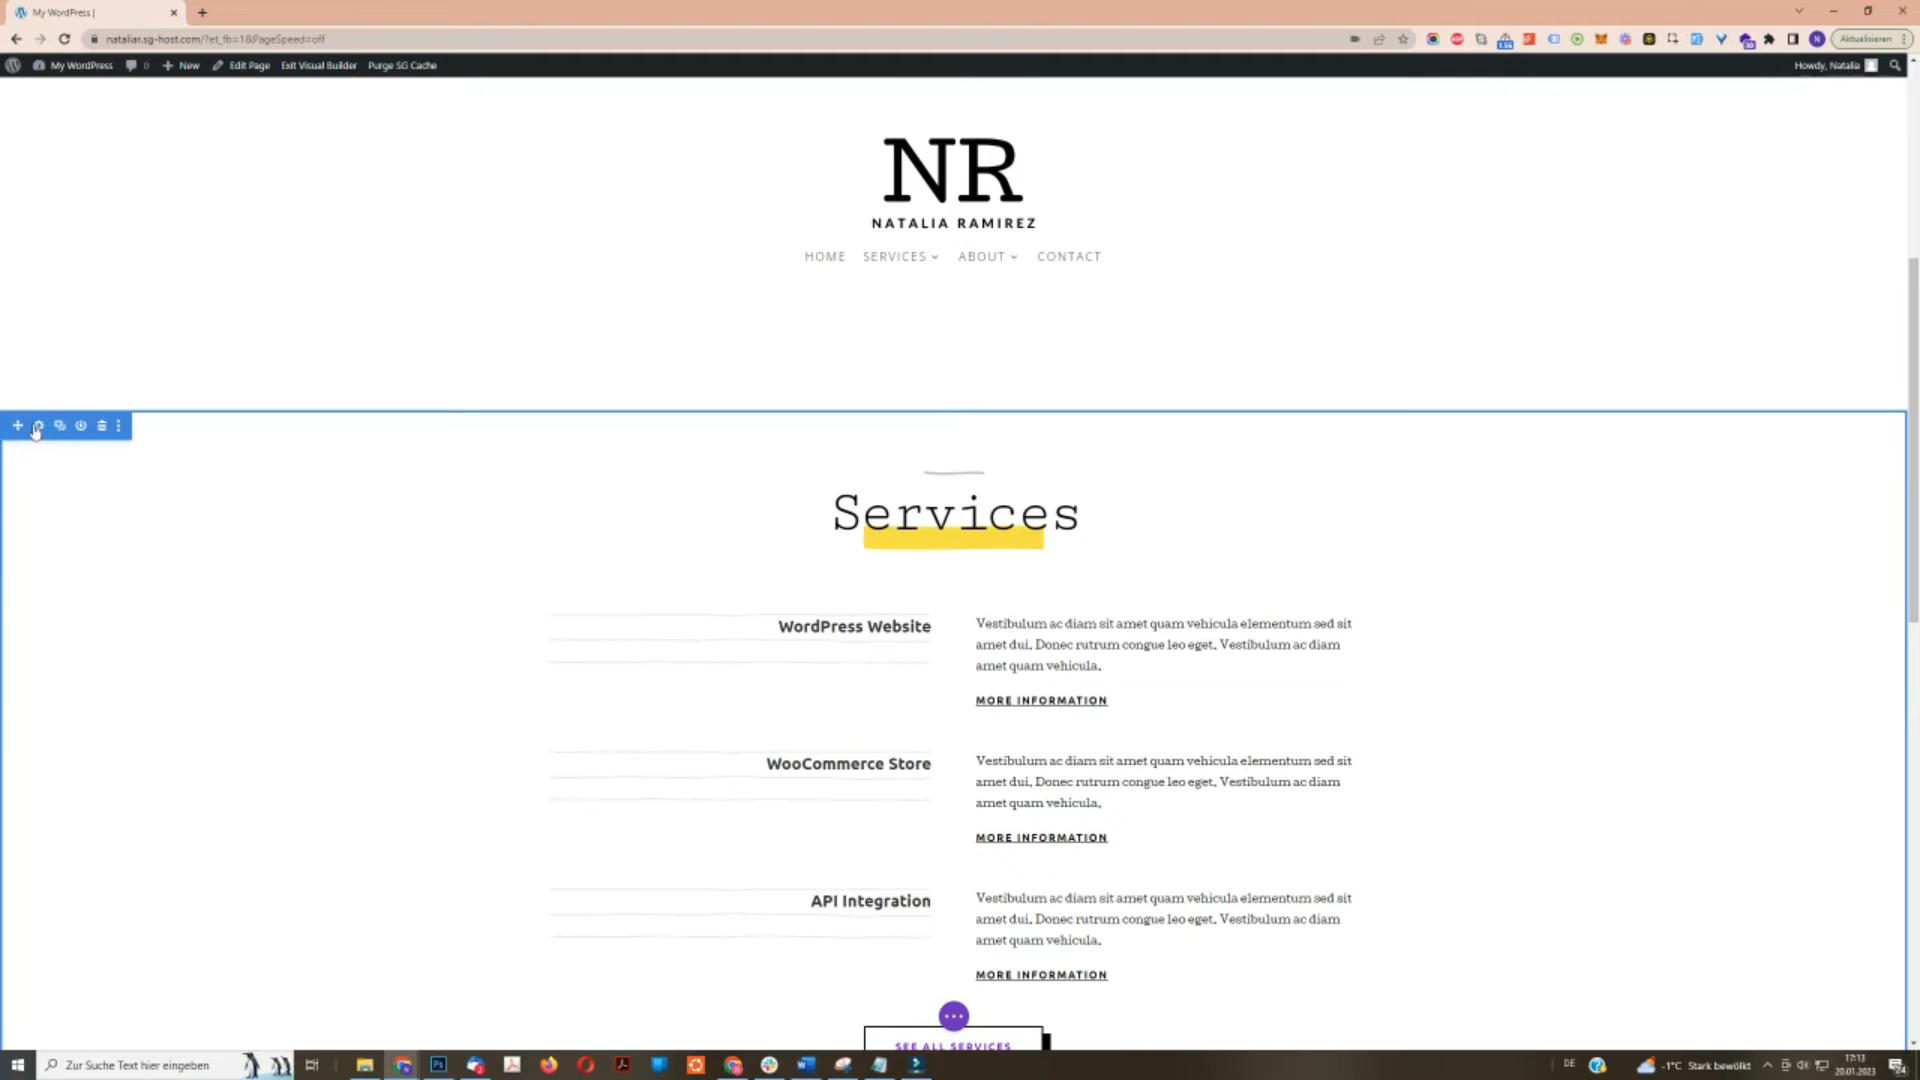 My WordPress |
nataliar.sg-host.com/?et_fb=1&PageSpeed=off
Aktualisieren
My WordPress 0 New Edit Page Exit Visual Builder Purge SG Cache
Howdy, Natalia
NR
NATALIA RAMIREZ
HOME SERVICES ABOUT CONTACT
Services
WordPress Website
Vestibulum ac diam sit amet quam vehicula elementum sed sit
amet dui. Donec rutrum congue leo eget. Vestibulum ac diam
amet quam vehicula.
MORE INFORMATION
WooCommerce Store
Vestibulum ac diam sit amet quam vehicula elementum sed sit
amet dui. Donec rutrum congue leo eget. Vestibulum ac diam
amet quam vehicula.
MORE INFORMATION
API Integration
Vestibulum ac diam sit amet quam vehicula elementum sed sit
amet dui. Donec rutrum congue leo eget. Vestibulum ac diam
amet quam vehicula.
MORE INFORMATION
SEE ALL SERVICES
Zur Suche Text hier eingeben
DE
-1°C Stark bewölkt
17:13
20.01.2023
24